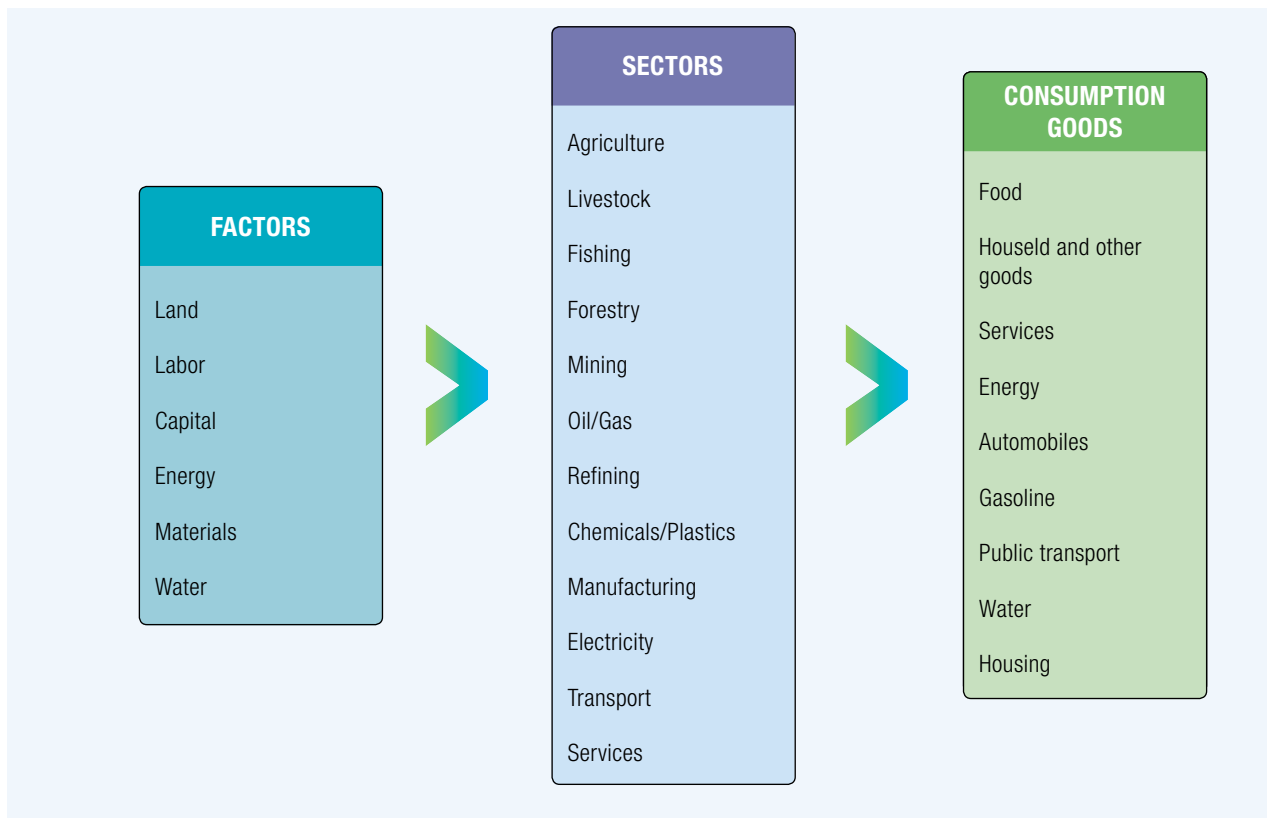 FACTORS
Land
Labor
Capital
Energy
Materials
Water
SECTORS
Agriculture
Livestock
Fishing
Forestry
Mining
Oil/Gas
Refining
Chemicals/Plastics
Manufacturing
Electricity
Transport
Services
CONSUMPTION
GOODS
Food
Househld and other
goods
Services
Energy
Automobiles
Gasoline
Public transport
Water
Housing